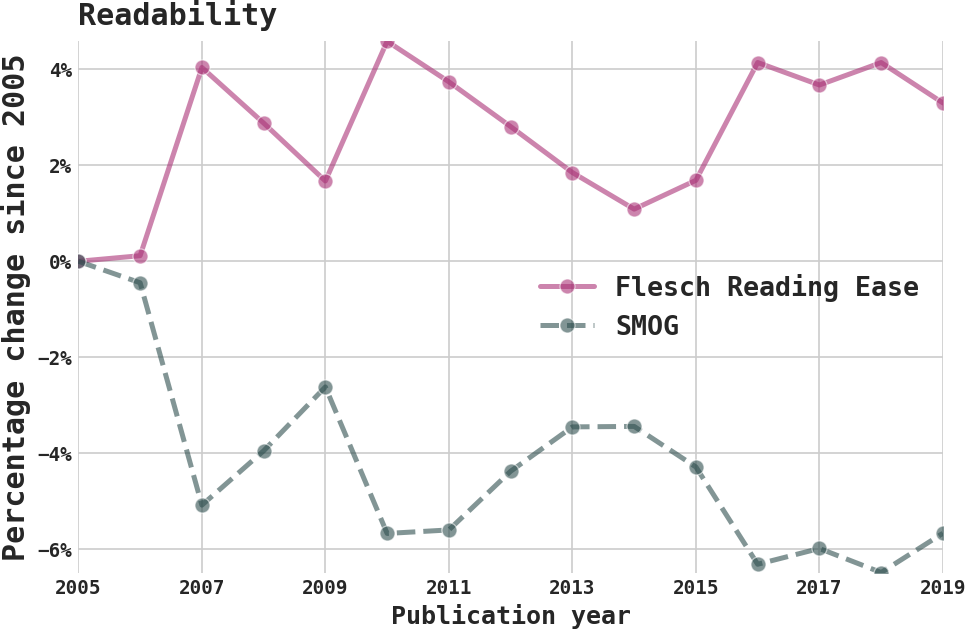 Readability
Percentage change since 2005
4%
2%
0%
−2%
−4%
−6%
Flesch Reading Ease
SMOG
2005 2007 2009 2011 2013 2015 2017 2019
Publication year